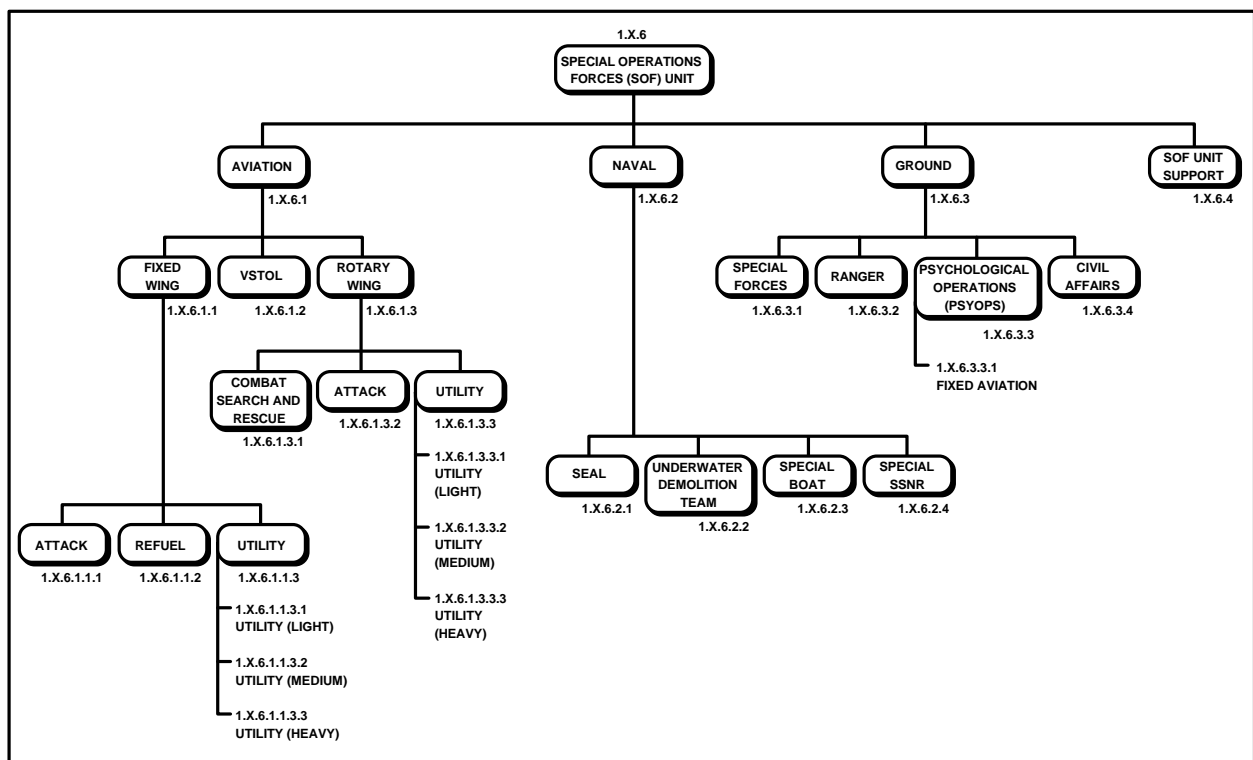 1.X.6
SPECIAL OPERATIONS
FORCES (SOF) UNIT
AVIATION
1.X.6.1
NAVAL
1.X.6.2
GROUND
1.X.6.3
SOF UNIT
SUPPORT
1.X.6.4
FIXED
WING
1.X.6.1.1
VSTOL
1.X.6.1.2
ROTARY
WING
1.X.6.1.3
SPECIAL
FORCES
1.X.6.3.1
RANGER
1.X.6.3.2
PSYCHOLOGICAL
OPERATIONS
(PSYOPS)
1.X.6.3.3
CIVIL
AFFAIRS
1.X.6.3.4
1.X.6.3.3.1
FIXED AVIATION
COMBAT
SEARCH AND
RESCUE
1.X.6.1.3.1
ATTACK
1.X.6.1.3.2
UTILITY
1.X.6.1.3.3
1.X.6.1.3.3.1
UTILITY
(LIGHT)
1.X.6.1.3.3.2
UTILITY
(MEDIUM)
1.X.6.1.3.3.3
UTILITY
(HEAVY)
SEAL
1.X.6.2.1
UNDERWATER
DEMOLITION
TEAM
1.X.6.2.2
SPECIAL
BOAT
1.X.6.2.3
SPECIAL
SSNR
1.X.6.2.4
ATTACK
1.X.6.1.1.1
REFUEL
1.X.6.1.1.2
UTILITY
1.X.6.1.1.3
1.X.6.1.1.3.1
UTILITY (LIGHT)
1.X.6.1.1.3.2
UTILITY (MEDIUM)
1.X.6.1.1.3.3
UTILITY (HEAVY)